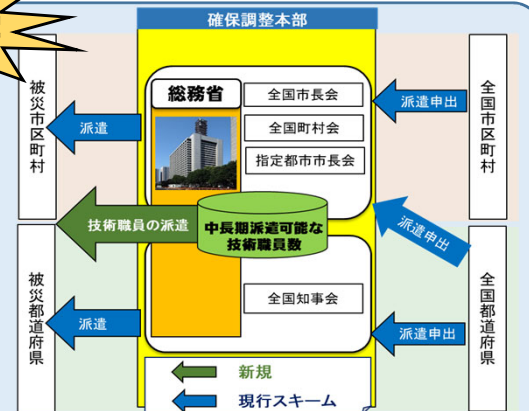 確保調整本部
被災市区町村
派遣
総務省
全国市長会
全国町村会
指定都市市長会
派遣申出
全国市区町村
技術職員の派遣
中長期派遣可能な
技術職員数
派遣申出
被災都道府県
派遣
全国知事会
派遣申出
全国都道府県
新規
現行スキーム